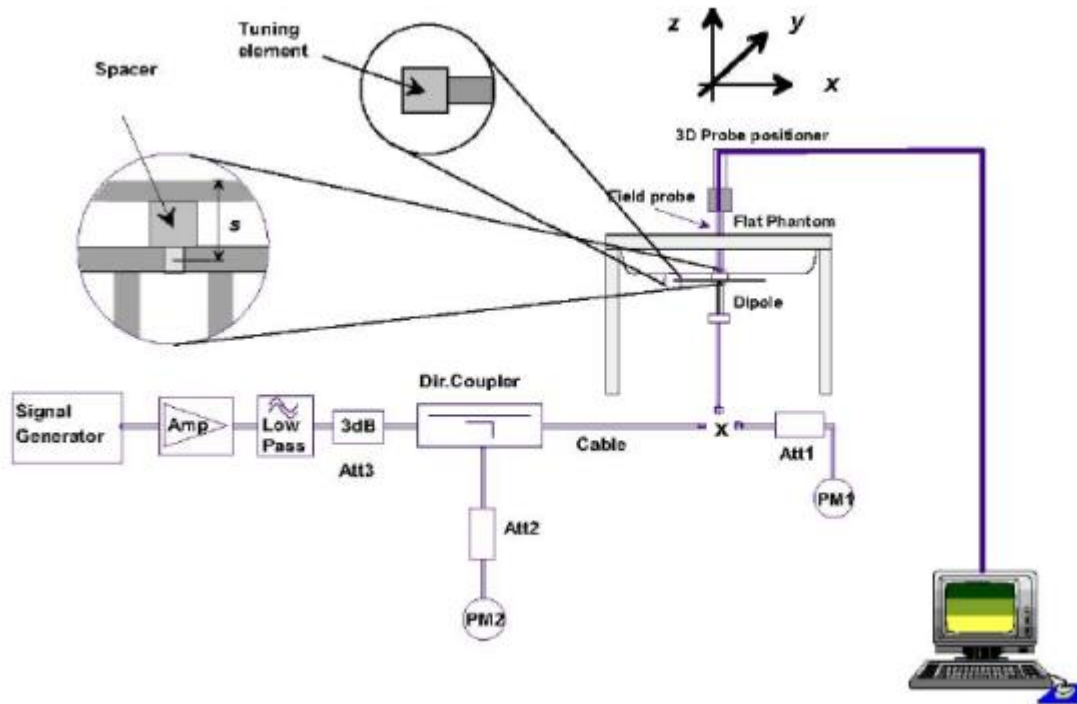 Tuning
element
z
y
x
Spacer
3D Probe positioner
Field probe
s
Flat Phantom
Dipole
Dir.Coupler
Signal
Generator
Amp
Low
Pass
3dB
Cable
x
Att3
Att1
PM1
Att2
PM2